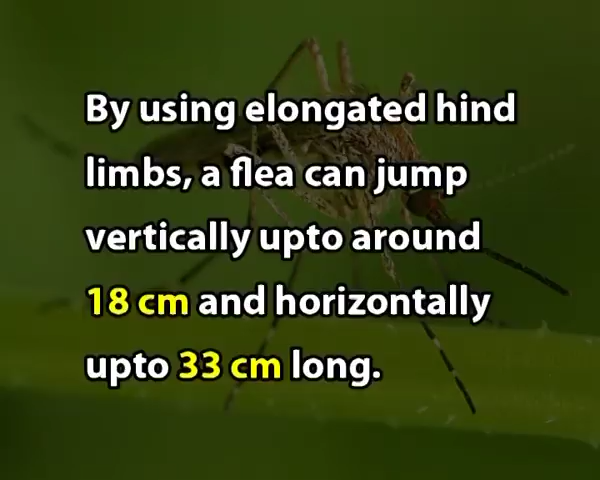 By using elongated hind
limbs, a flea can jump
vertically upto around
18 cm and horizontally
upto 33 cm long.